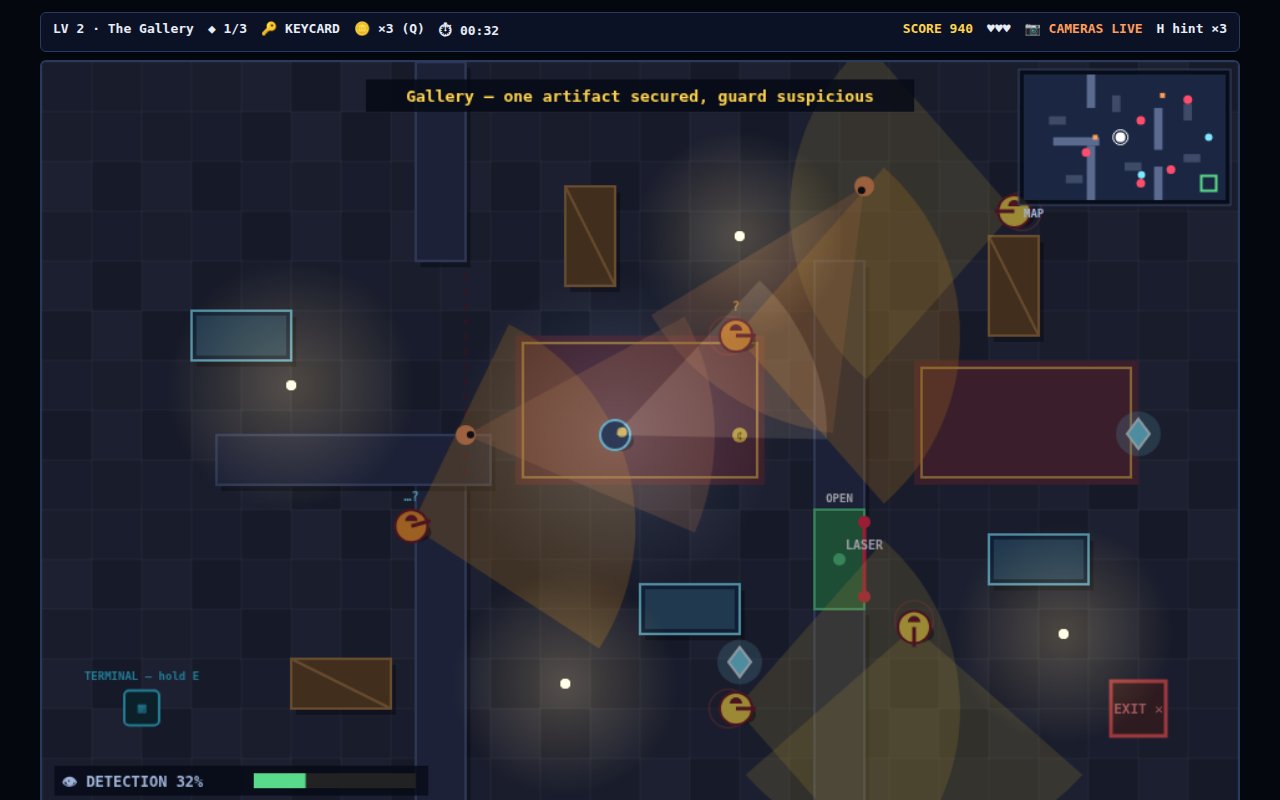 LV 2 · The Gallery ◆ 1/3 🔑 KEYCARD 🪙 ×3 (Q) ⏱ 00:32 SCORE 940 ♥♥♥ 📷 CAMERAS LIVE H hint ×3
Gallery — one artifact secured, guard suspicious
MAP
?
…?
OPEN
LASER
TERMINAL — hold E
EXIT ✕
👁 DETECTION 32%